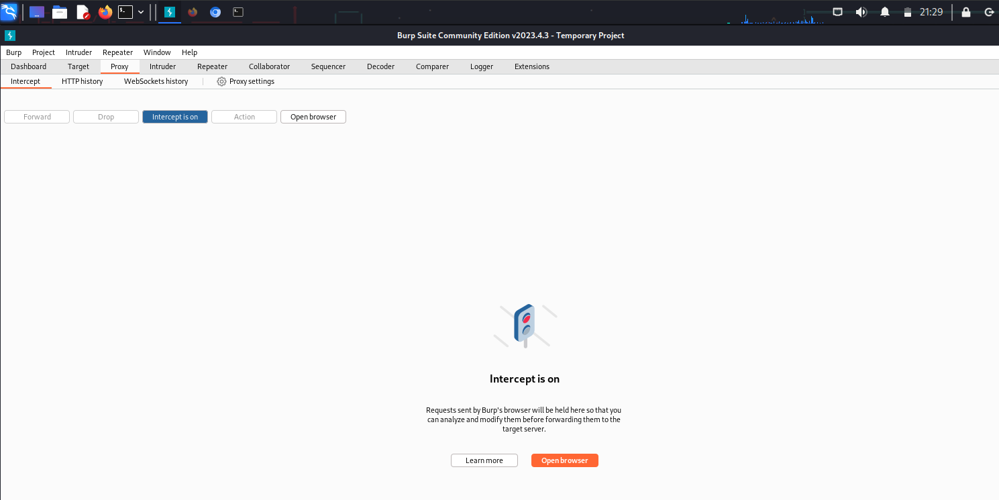 21:29
Burp Suite Community Edition v2023.4.3 - Temporary Project
Burp Project Intruder Repeater Window Help
Dashboard Target Proxy Intruder Repeater Collaborator Sequencer Decoder Comparer Logger Extensions
Intercept HTTP history WebSockets history Proxy settings
Forward Drop Intercept is on Action Open browser
Intercept is on
Requests sent by Burp's browser will be held here so that you
can analyze and modify them before forwarding them to the
target server.
Learn more Open browser